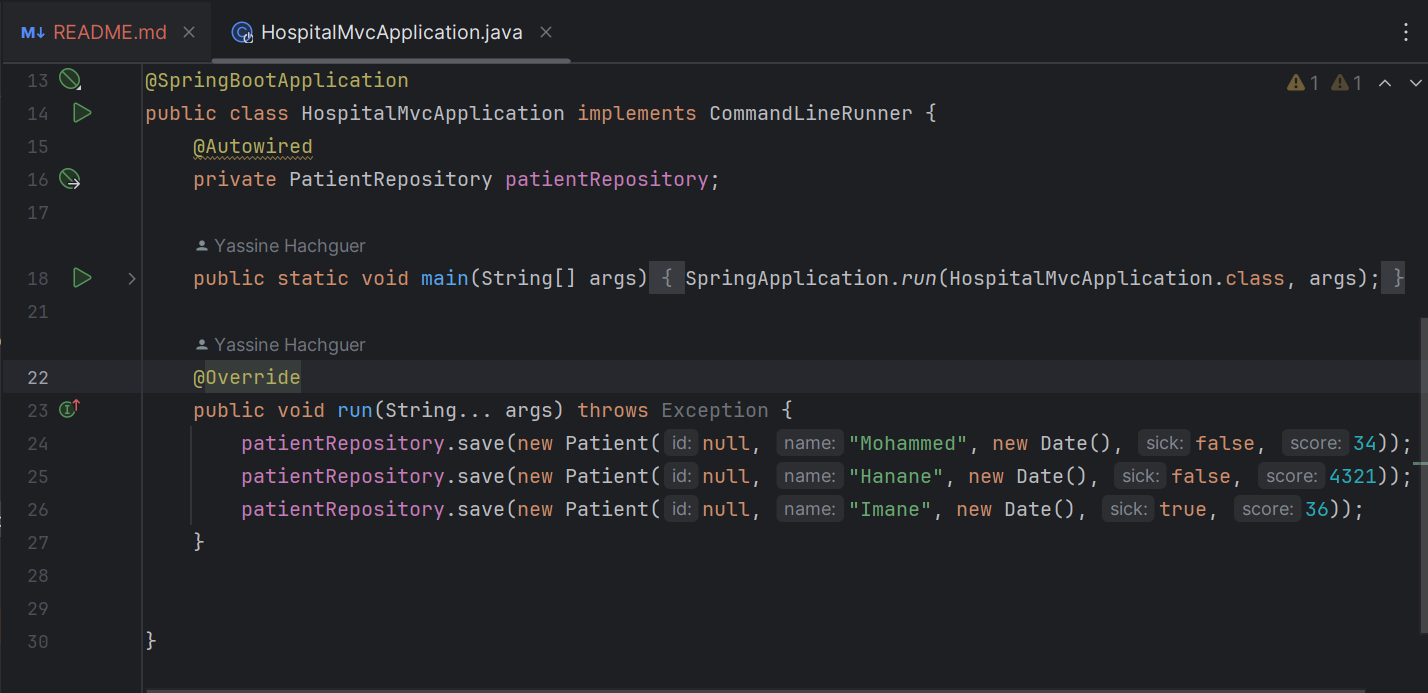 M↓ README.md × HospitalMvcApplication.java ×
13 @SpringBootApplication 1 1
14 public class HospitalMvcApplication implements CommandLineRunner {
15 @Autowired
16 private PatientRepository patientRepository;
17
Yassine Hachguer
18 public static void main(String[] args) { SpringApplication.run(HospitalMvcApplication.class, args); }
21
Yassine Hachguer
22 @Override
23 public void run(String... args) throws Exception {
24 patientRepository.save(new Patient( id: null, name: "Mohammed", new Date(), sick: false, score: 34));
25 patientRepository.save(new Patient( id: null, name: "Hanane", new Date(), sick: false, score: 4321));
26 patientRepository.save(new Patient( id: null, name: "Imane", new Date(), sick: true, score: 36));
27 }
28
29
30 }